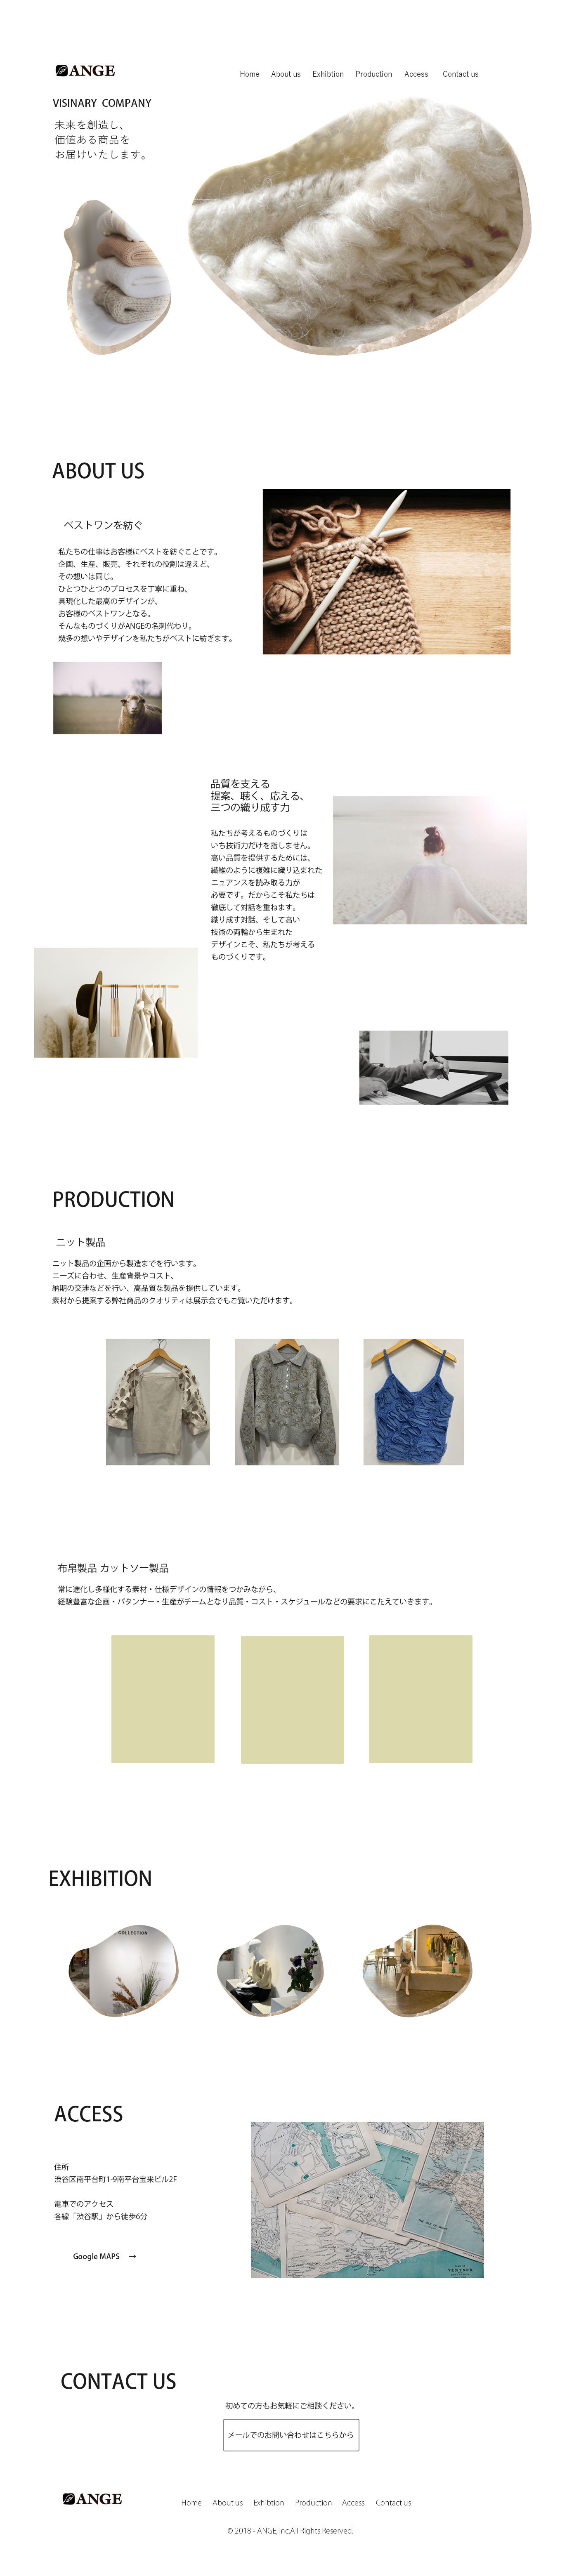 ANGE
Home About us Exhibtion Production Access Contact us
VISINARY COMPANY
未来を創造し、
価値ある商品を
お届けいたします。
ABOUT US
ベストワンを紡ぐ
私たちの仕事はお客様にベストを紡ぐことです。
企画、生産、販売、それぞれの役割は違えど、
その想いは同じ。
ひとつひとつのプロセスを丁寧に重ね、
具現化した最高のデザインが、
お客様のベストワンとなる。
そんなものづくりがANGEの名刺代わり。
幾多の想いやデザインを私たちがベストに紡ぎます。
品質を支える
提案、聴く、応える、
三つの織り成す力
私たちが考えるものづくりは
いち技術力だけを指しません。
高い品質を提供するためには、
繊維のように複雑に織り込まれた
ニュアンスを読み取る力が
必要です。だからこそ私たちは
徹底して対話を重ねます。
織り成す対話、そして高い
技術の両輪から生まれた
デザインこそ、私たちが考える
ものづくりです。
PRODUCTION
ニット製品
ニット製品の企画から製造までを行います。
ニーズに合わせ、生産背景やコスト、
納期の交渉などを行い、高品質な製品を提供しています。
素材から提案する弊社商品のクオリティは展示会でもご覧いただけます。
布帛製品 カットソー製品
常に進化し多様化する素材・仕様デザインの情報をつかみながら、
経験豊富な企画・パタンナー・生産がチームとなり品質・コスト・スケジュールなどの要求にこたえていきます。
EXHIBITION
COLLECTION
ACCESS
住所
渋谷区南平台町1-9南平台宝来ビル2F
電車でのアクセス
各線「渋谷駅」から徒歩6分
Google MAPS →
CONTACT US
初めての方もお気軽にご相談ください。
メールでのお問い合わせはこちらから
ANGE
Home About us Exhibtion Production Access Contact us
© 2018 - ANGE, Inc.All Rights Reserved.